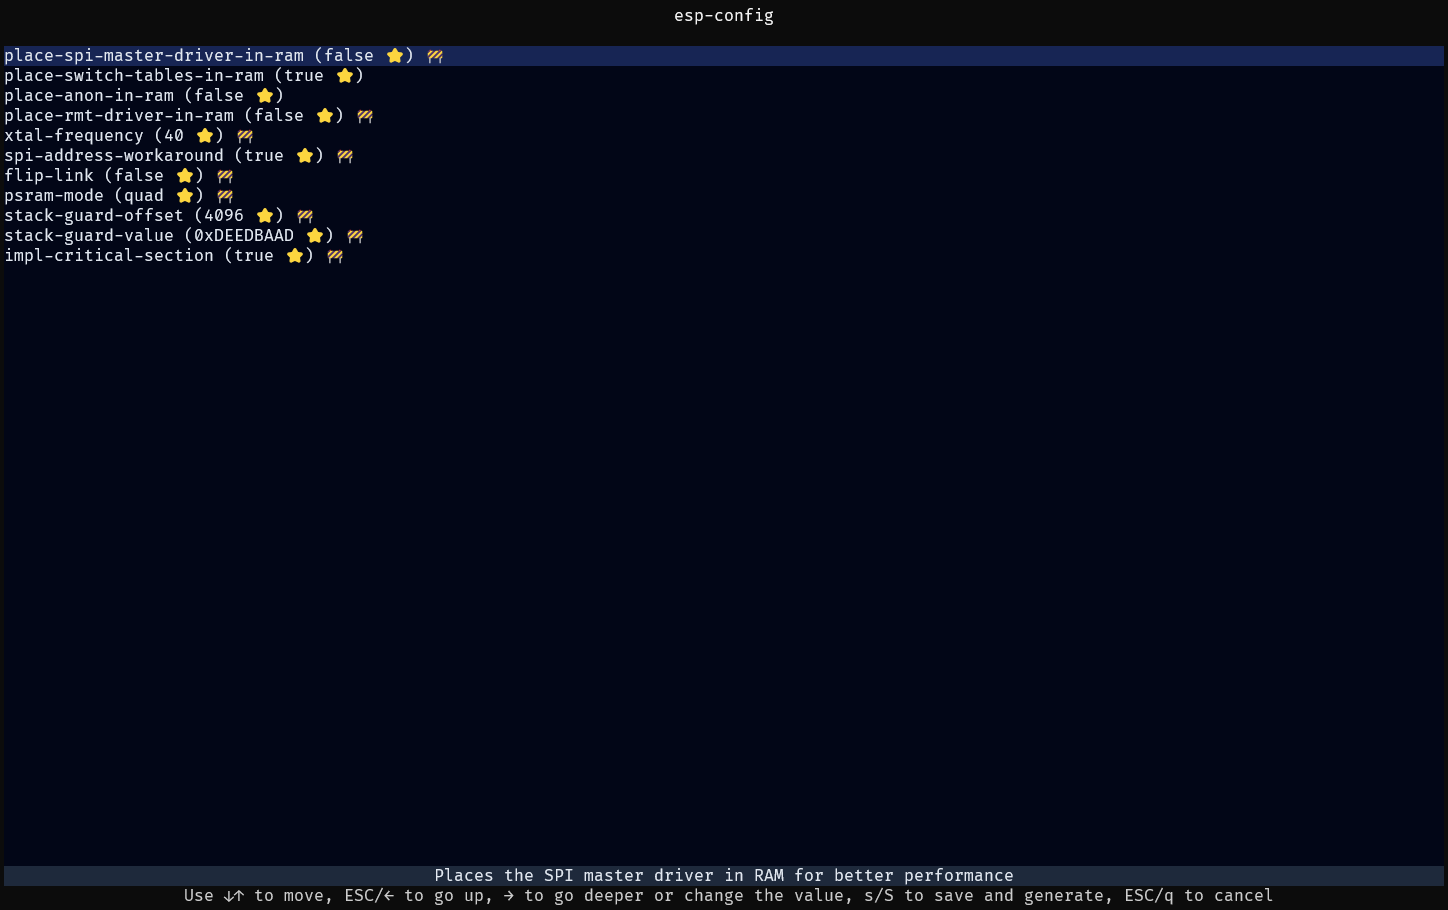 esp-config
place-spi-master-driver-in-ram (false ⭐) 🚧
place-switch-tables-in-ram (true ⭐)
place-anon-in-ram (false ⭐)
place-rmt-driver-in-ram (false ⭐) 🚧
xtal-frequency (40 ⭐) 🚧
spi-address-workaround (true ⭐) 🚧
flip-link (false ⭐) 🚧
psram-mode (quad ⭐) 🚧
stack-guard-offset (4096 ⭐) 🚧
stack-guard-value (0xDEEDBAAD ⭐) 🚧
impl-critical-section (true ⭐) 🚧
Places the SPI master driver in RAM for better performance
Use ↓↑ to move, ESC/← to go up, → to go deeper or change the value, s/S to save and generate, ESC/q to cancel